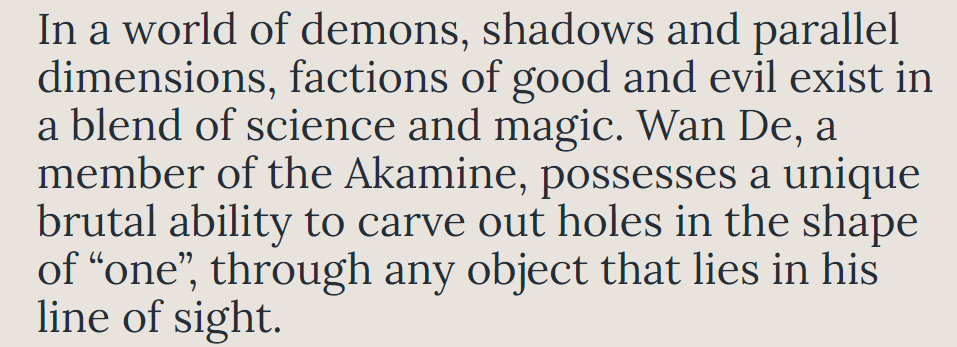 In a world of demons, shadows and parallel
dimensions, factions of good and evil exist in
a blend of science and magic. Wan De, a
member of the Akamine, possesses a unique
brutal ability to carve out holes in the shape
of “one”, through any object that lies in his
line of sight.